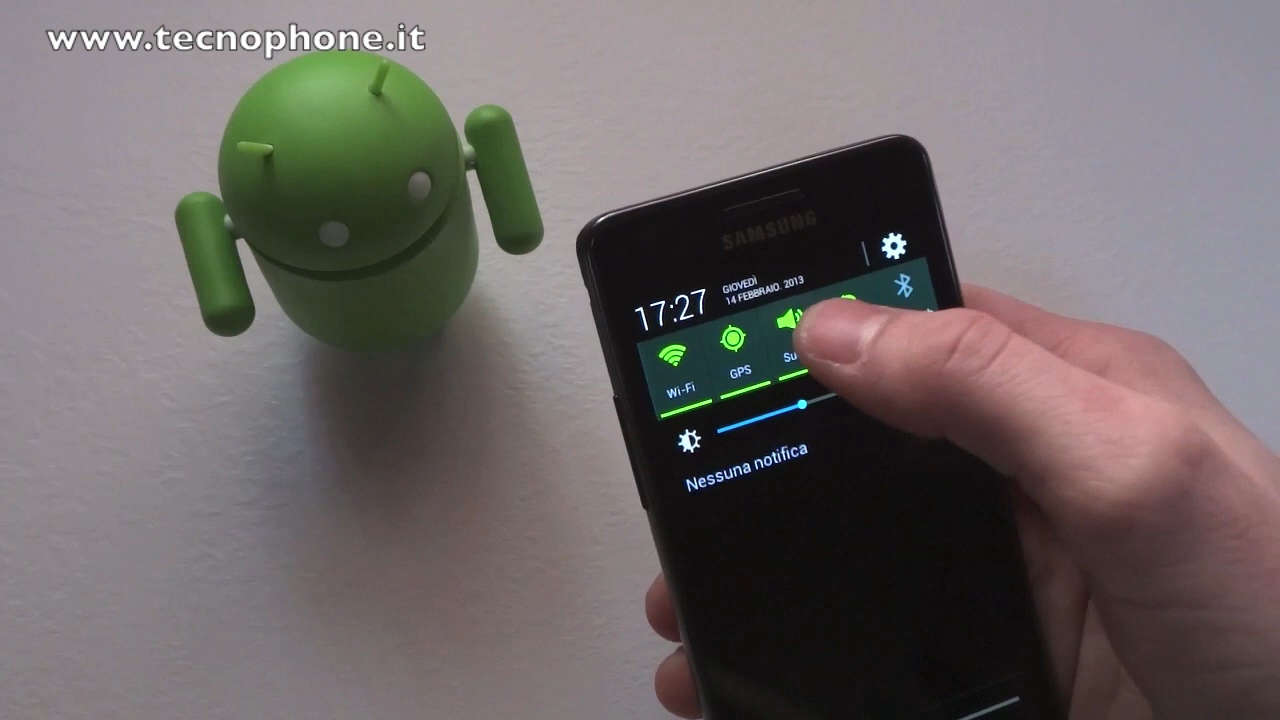 www.tecnophone.it
SAMSUNG
17:27
GIOVEDÌ
14 FEBBRAIO, 2013
Wi-Fi
GPS
Nessuna notifica